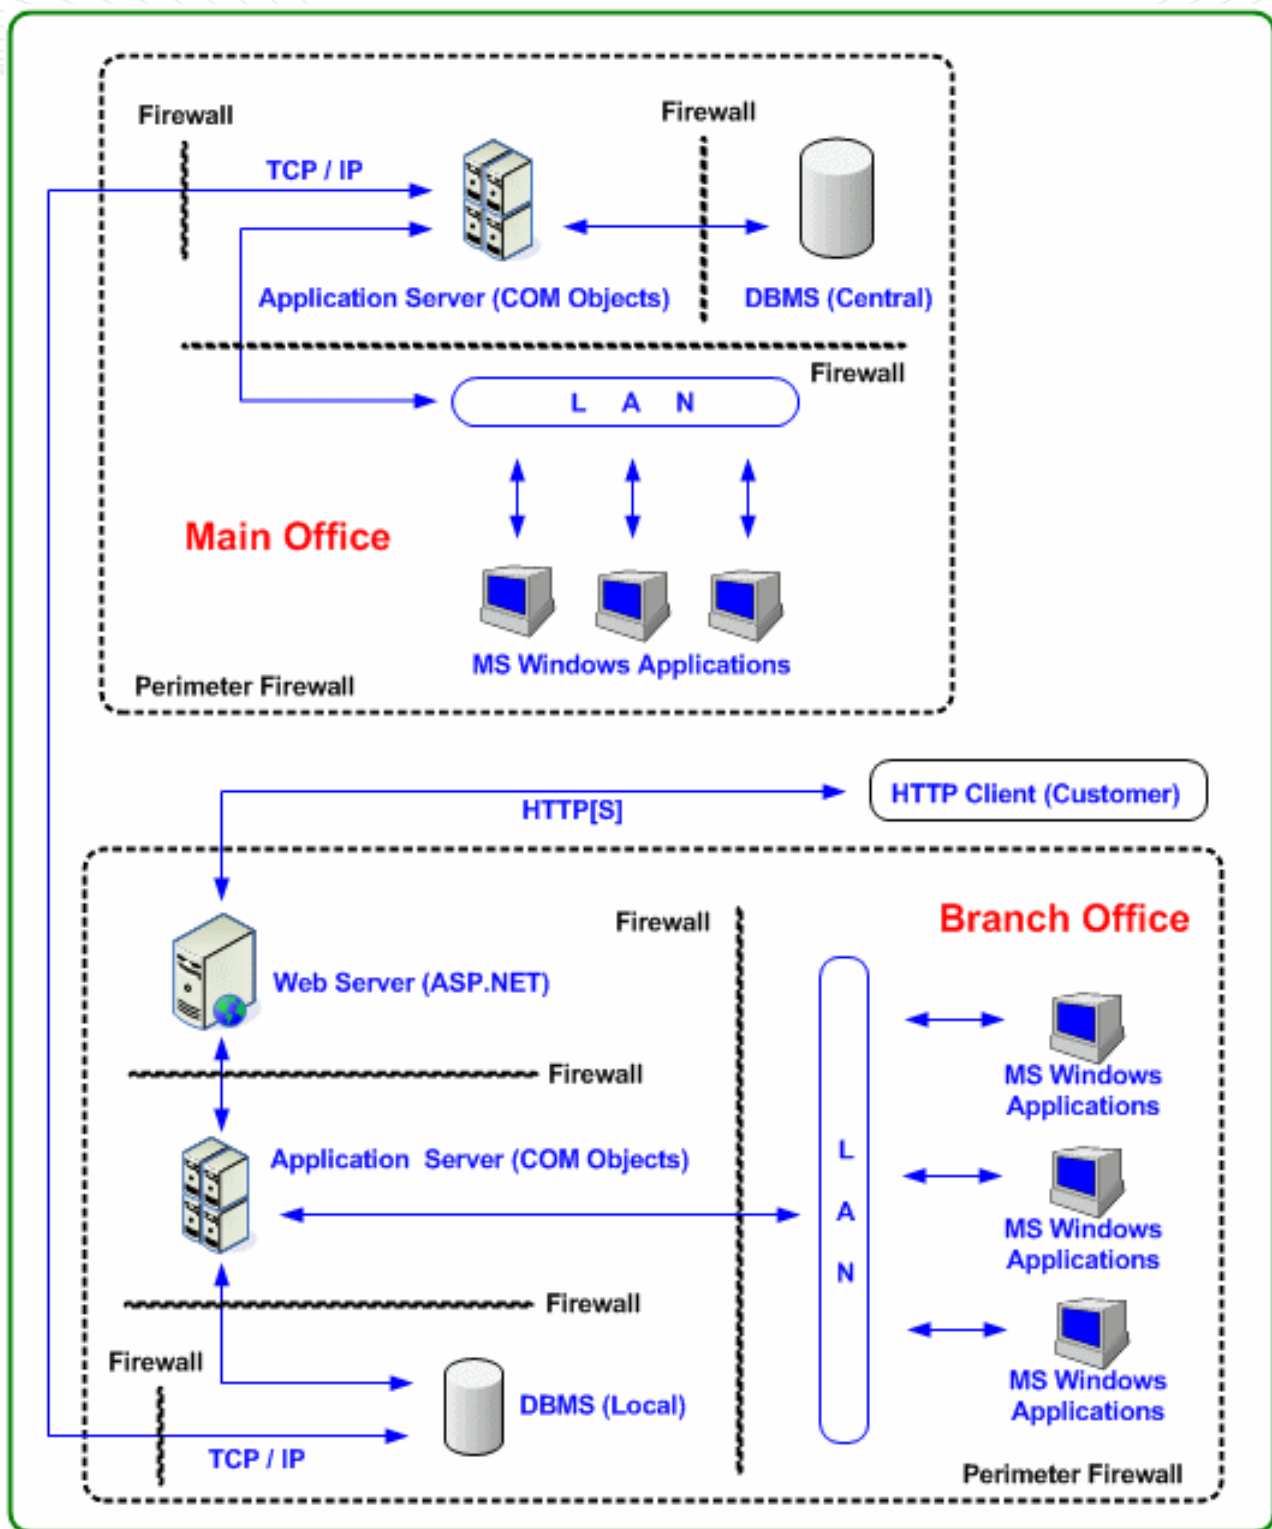 Firewall
Firewall
TCP / IP
Application Server (COM Objects)
DBMS (Central)
Firewall
L A N
Main Office
MS Windows Applications
Perimeter Firewall
HTTP Client (Customer)
HTTP[S]
Branch Office
Firewall
Web Server (ASP.NET)
Firewall
MS Windows
Applications
Application Server (COM Objects)
L
A
N
MS Windows
Applications
Firewall
Firewall
DBMS (Local)
MS Windows
Applications
TCP / IP
Perimeter Firewall